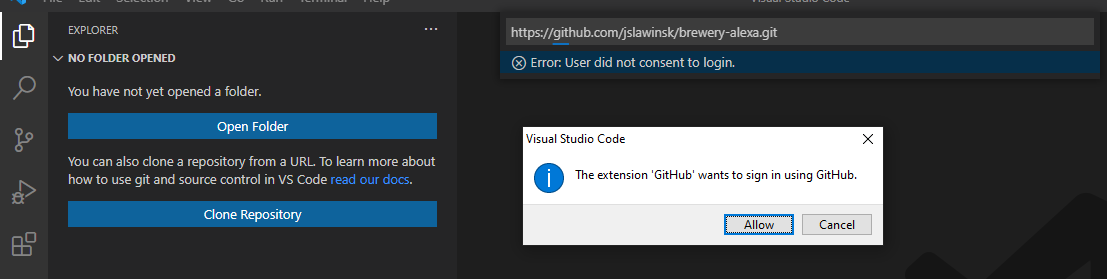 File Edit Selection View Go Run Terminal Help
Visual Studio Code
EXPLORER
...
NO FOLDER OPENED
You have not yet opened a folder.
Open Folder
You can also clone a repository from a URL. To learn more about
how to use git and source control in VS Code read our docs.
Clone Repository
https://github.com/jslawinsk/brewery-alexa.git
Error: User did not consent to login.
Visual Studio Code
The extension 'GitHub' wants to sign in using GitHub.
Allow
Cancel